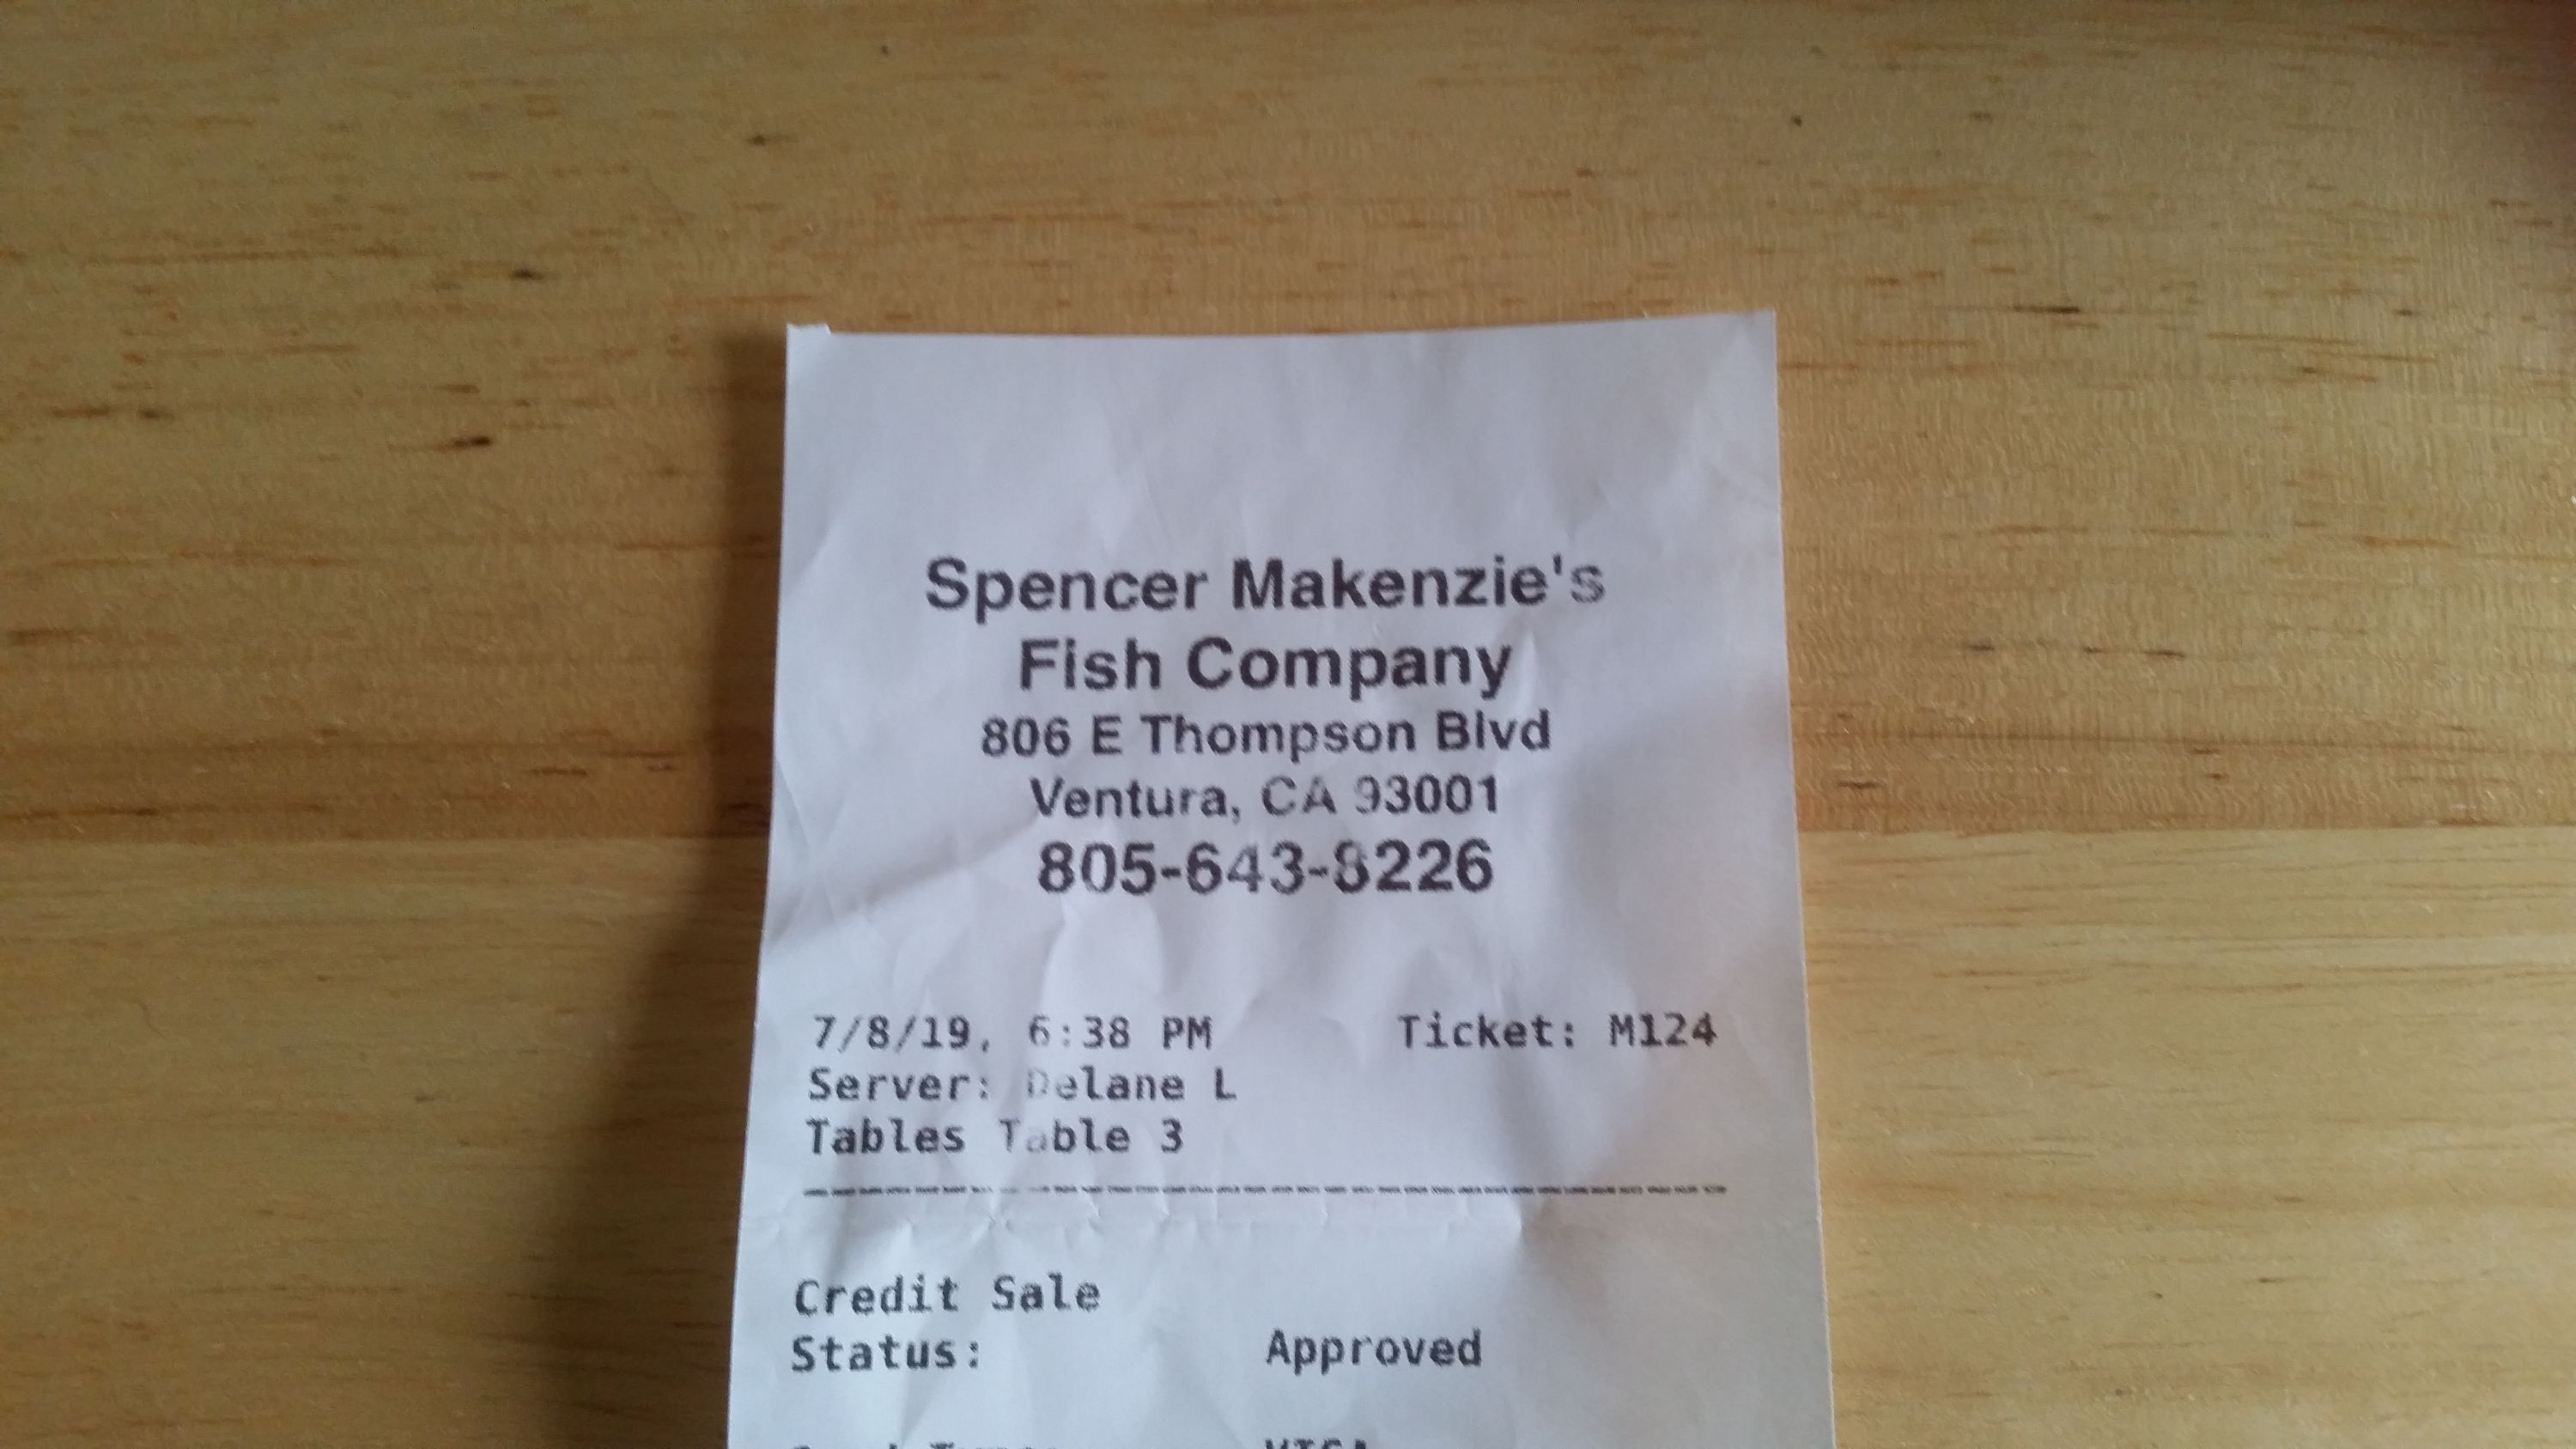 Spencer Makenzie's
Fish Company
806 E Thompson Blvd
Ventura, CA 93001
805-643-8226
7/8/19, 6:38 PM Ticket: M124
Server: Delane L
Tables Table 3
Credit Sale
Status: Approved
VISA